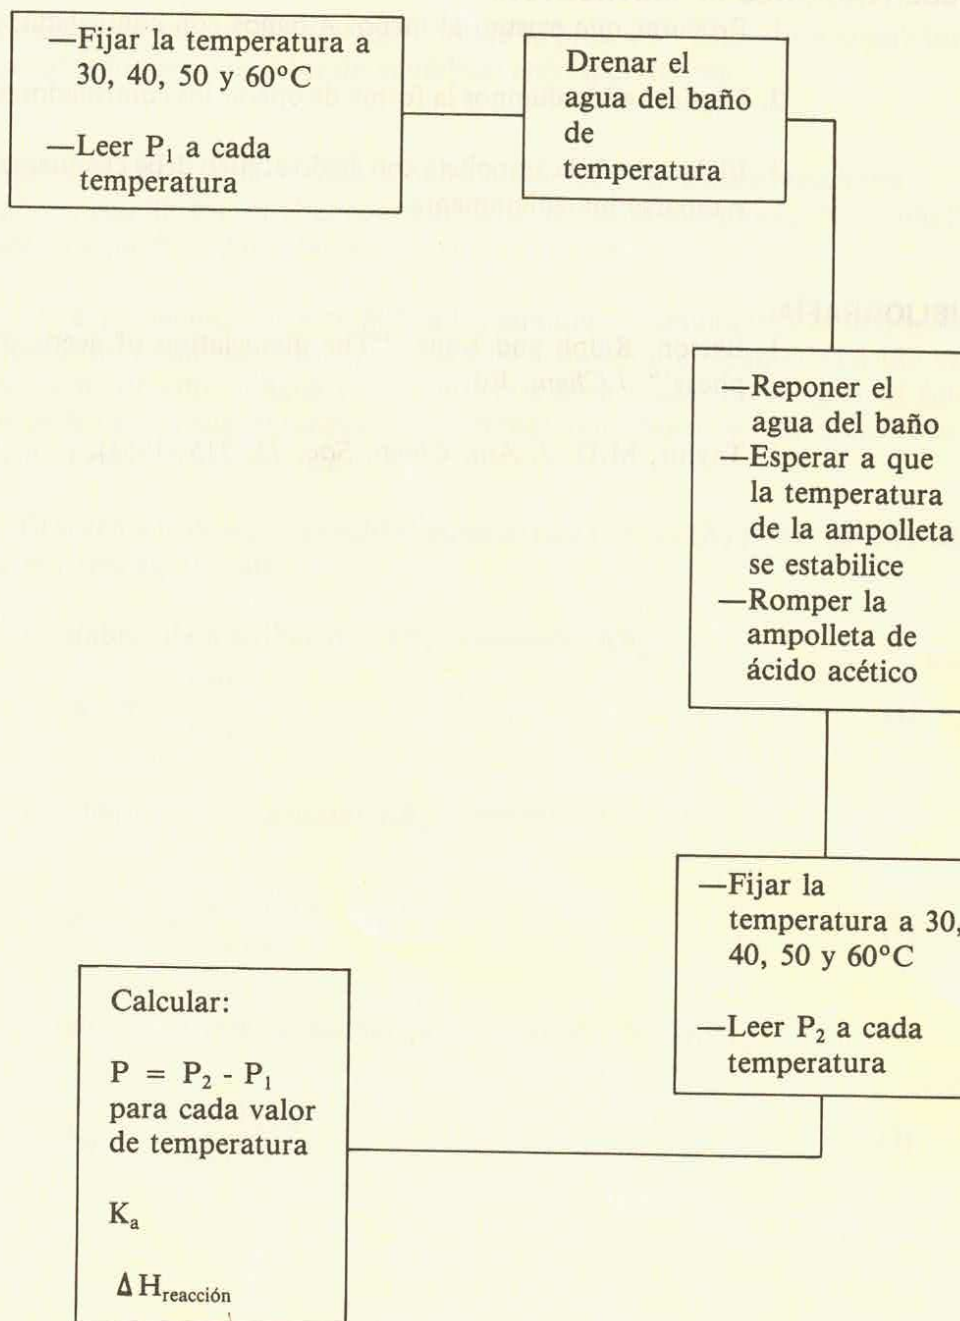 —Fijar la temperatura a
30, 40, 50 y 60°C
—Leer P₁ a cada
temperatura
Drenar el
agua del baño
de
temperatura
—Reponer el
agua del baño
—Esperar a que
la temperatura
de la ampolleta
se estabilice
—Romper la
ampolleta de
ácido acético
—Fijar la
temperatura a 30,
40, 50 y 60°C
—Leer P₂ a cada
temperatura
Calcular:
P = P₂ - P₁
para cada valor
de temperatura
Kₐ
ΔH reacción